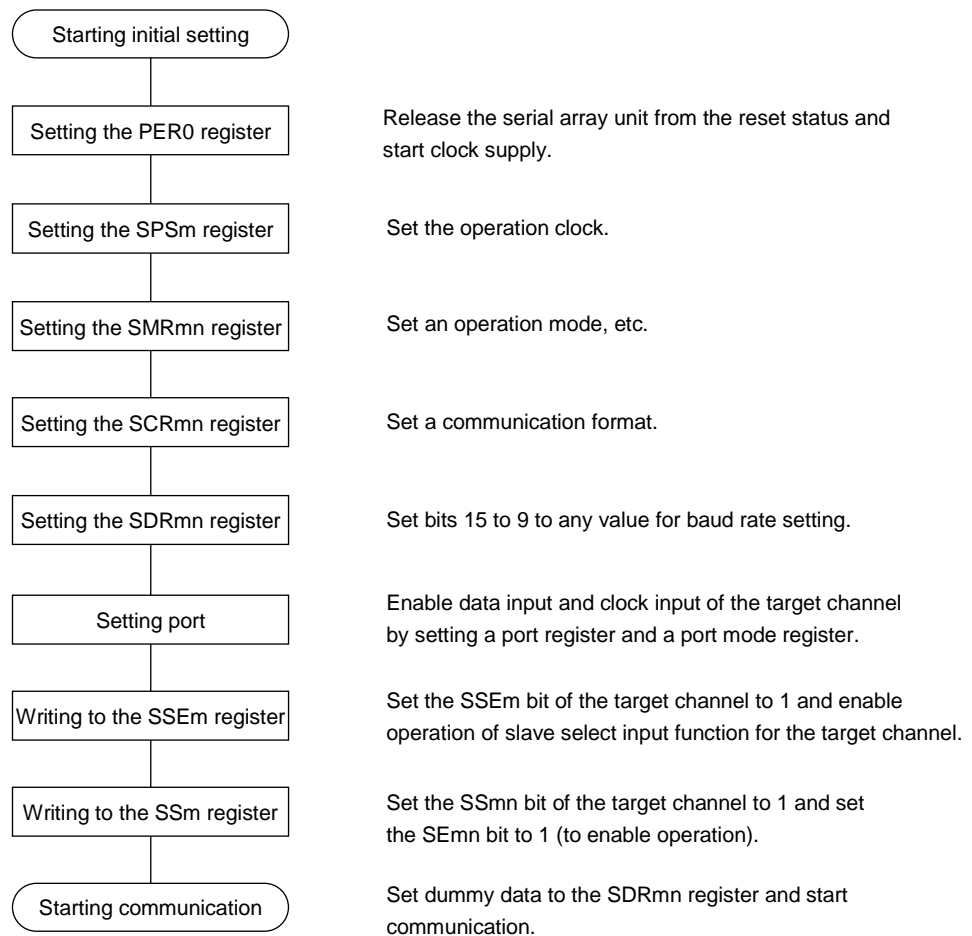 Starting initial setting
Setting the PER0 register
Release the serial array unit from the reset status and
start clock supply.
Setting the SPSm register
Set the operation clock.
Setting the SMRmn register
Set an operation mode, etc.
Setting the SCRmn register
Set a communication format.
Setting the SDRmn register
Set bits 15 to 9 to any value for baud rate setting.
Setting port
Enable data input and clock input of the target channel
by setting a port register and a port mode register.
Writing to the SSEm register
Set the SSEm bit of the target channel to 1 and enable
operation of slave select input function for the target channel.
Writing to the SSm register
Set the SSmn bit of the target channel to 1 and set
the SEmn bit to 1 (to enable operation).
Starting communication
Set dummy data to the SDRmn register and start
communication.